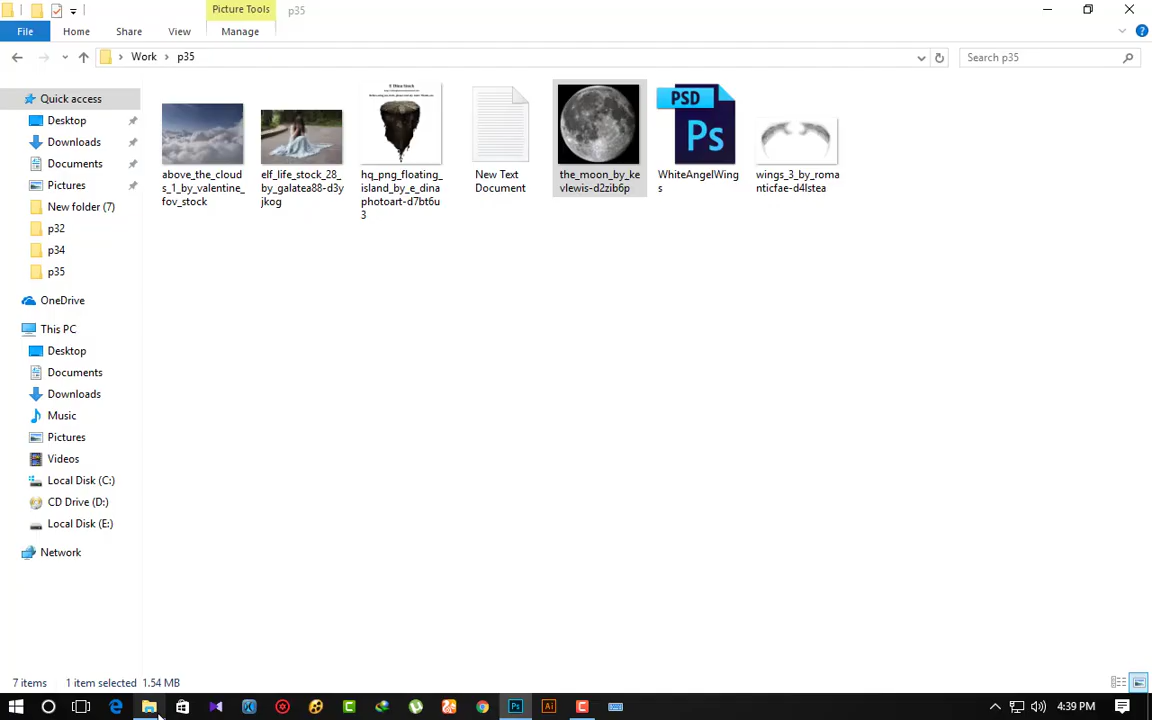 Picture Tools
p35
File
Home
Share
View
Manage
Work
p35
Search p35
Quick access
Desktop
Downloads
Documents
Pictures
New folder (7)
p32
p34
p35
OneDrive
This PC
Desktop
Documents
Downloads
Music
Pictures
Videos
Local Disk (C:)
CD Drive (D:)
Local Disk (E:)
Network
above_the_cloud
s_1_by_valentine_
fov_stock
elf_life_stock_28_
by_galatea88-d3y
jkog
hq_png_floating_
island_by_e_dina
photoart-d7bt6u
3
New Text
Document
the_moon_by_ke
vlewis-d2zib6p
PSD
Ps
WhiteAngelWing
s
wings_3_by_roma
nticfae-d4lstea
7 items
1 item selected
1.54 MB
Ps
Ai
4:39 PM